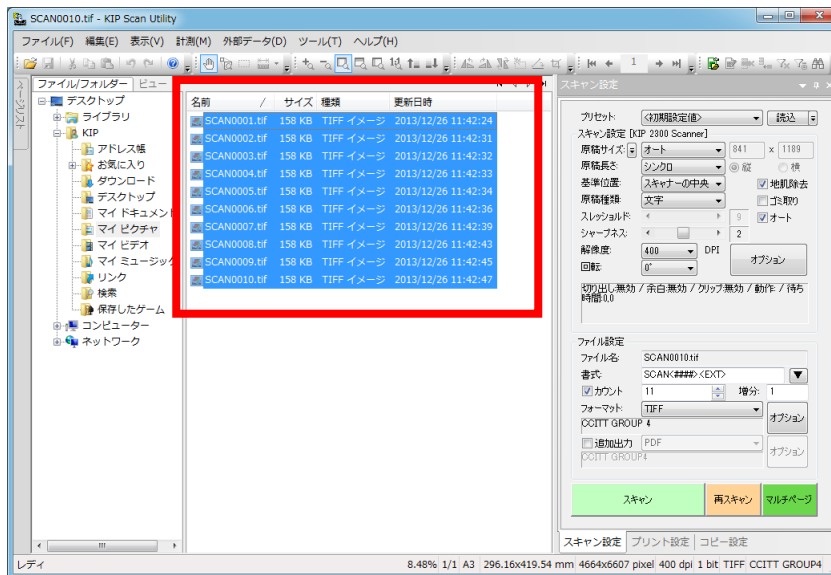 SCAN0010.tif - KIP Scan Utility
ファイル(F) 編集(E) 表示(V) 計測(M) 外部データ(D) ツール(T) ヘルプ(H)
1
ページリスト
ファイル/フォルダー ビュー
デスクトップ
ライブラリ
KIP
アドレス帳
お気に入り
ダウンロード
デスクトップ
マイ ドキュメン
マイ ピクチャ
マイ ビデオ
マイ ミュージック
リンク
検索
保存したゲーム
コンピューター
ネットワーク
名前 / サイズ 種類 更新日時
SCAN0001.tif 158 KB TIFF イメージ 2013/12/26 11:42:24
SCAN0002.tif 158 KB TIFF イメージ 2013/12/26 11:42:31
SCAN0003.tif 158 KB TIFF イメージ 2013/12/26 11:42:32
SCAN0004.tif 158 KB TIFF イメージ 2013/12/26 11:42:33
SCAN0005.tif 158 KB TIFF イメージ 2013/12/26 11:42:34
SCAN0006.tif 158 KB TIFF イメージ 2013/12/26 11:42:36
SCAN0007.tif 158 KB TIFF イメージ 2013/12/26 11:42:39
SCAN0008.tif 158 KB TIFF イメージ 2013/12/26 11:42:43
SCAN0009.tif 158 KB TIFF イメージ 2013/12/26 11:42:45
SCAN0010.tif 158 KB TIFF イメージ 2013/12/26 11:42:47
スキャン設定
プリセット: <初期設定値> 読込
スキャン設定 [KIP 2300 Scanner]
原稿サイズ: オート 841 x 1189
原稿長さ: シンクロ 縦 横
基準位置: スキャナーの中央 地肌除去
原稿種類: 文字 ゴミ取り
スレッショルド: 9 オート
シャープネス: 2
解像度: 400 DPI オプション
回転: 0°
切り出し:無効 / 余白:無効 / クリップ:無効 / 動作: / 待ち
時間:0.0
ファイル設定
ファイル名: SCAN0010.tif
書式: SCAN<####>.<EXT>
カウント 11 増分: 1
フォーマット: TIFF オプション
CCITT GROUP 4
追加出力 PDF オプション
CCITT GROUP4
スキャン 再スキャン マルチページ
スキャン設定 プリント設定 コピー設定
レディ 8.48% 1/1 A3 296.16x419.54 mm 4664x6607 pixel 400 dpi 1 bit TIFF CCITT GROUP4